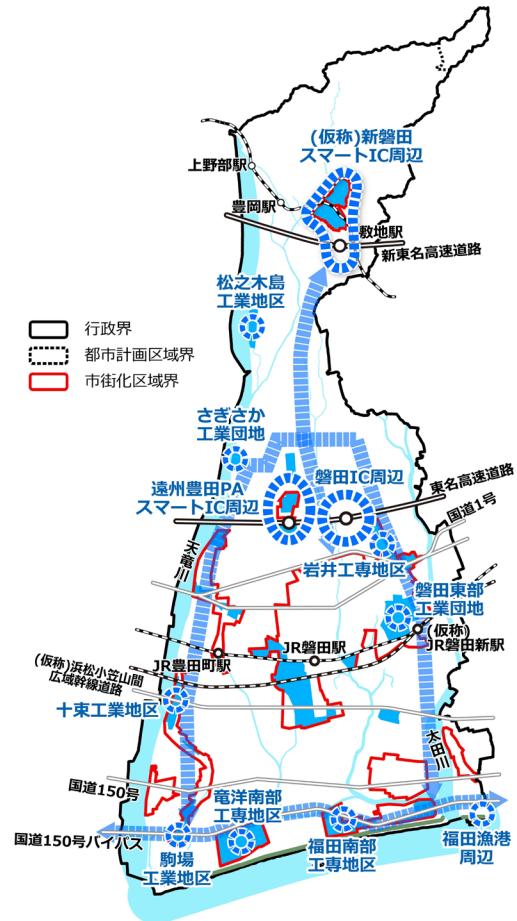 (仮称)新磐田
スマートIC周辺
上野部駅
豊岡駅
敷地駅
新東名高速道路
松之木島
工業地区
行政界
都市計画区域界
市街化区域界
さぎさか
工業団地
遠州豊田PA
スマートIC周辺
磐田IC周辺
東名高速道路
国道1号
天竜川
岩井工専地区
磐田東部
工業団地
(仮称)
JR磐田新駅
JR磐田駅
JR豊田町駅
(仮称)浜松小笠山間
広域幹線道路
十束工業地区
太田川
国道150号
竜洋南部
工専地区
国道150号バイパス
駒場
工業地区
福田南部
工専地区
福田漁港
周辺